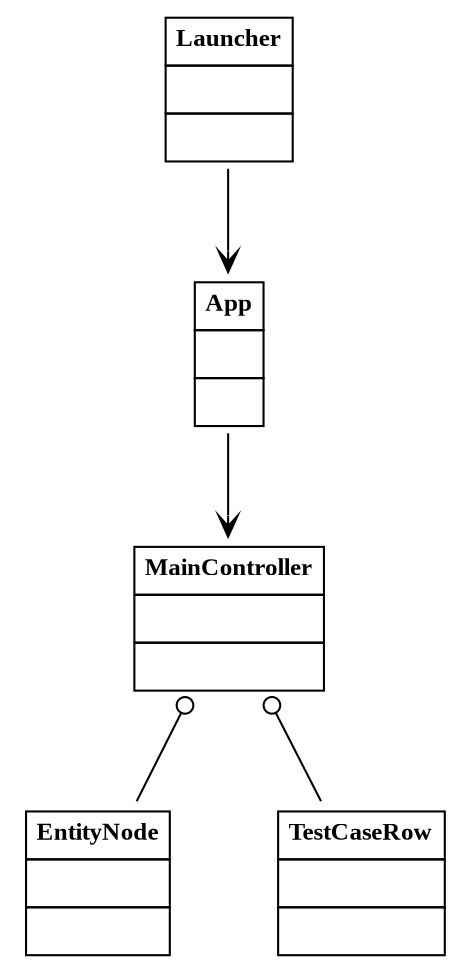 Launcher
App
MainController
EntityNode
TestCaseRow